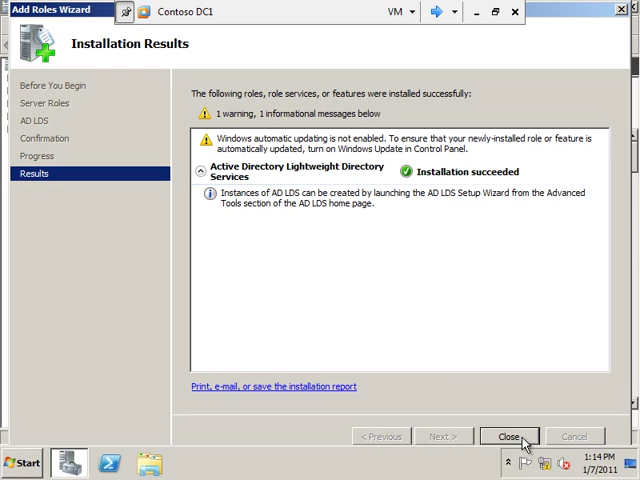 Add Roles Wizard
Contoso DC1
VM
Installation Results
Before You Begin
Server Roles
AD LDS
Confirmation
Progress
Results
The following roles, role services, or features were installed successfully:
1 warning, 1 informational messages below
Windows automatic updating is not enabled. To ensure that your newly-installed role or feature is
automatically updated, turn on Windows Update in Control Panel.
Active Directory Lightweight Directory
Services
Installation succeeded
Instances of AD LDS can be created by launching the AD LDS Setup Wizard from the Advanced
Tools section of the AD LDS home page.
Print, e-mail, or save the installation report
< Previous
Next >
Close
Cancel
Start
1:14 PM
1/7/2011